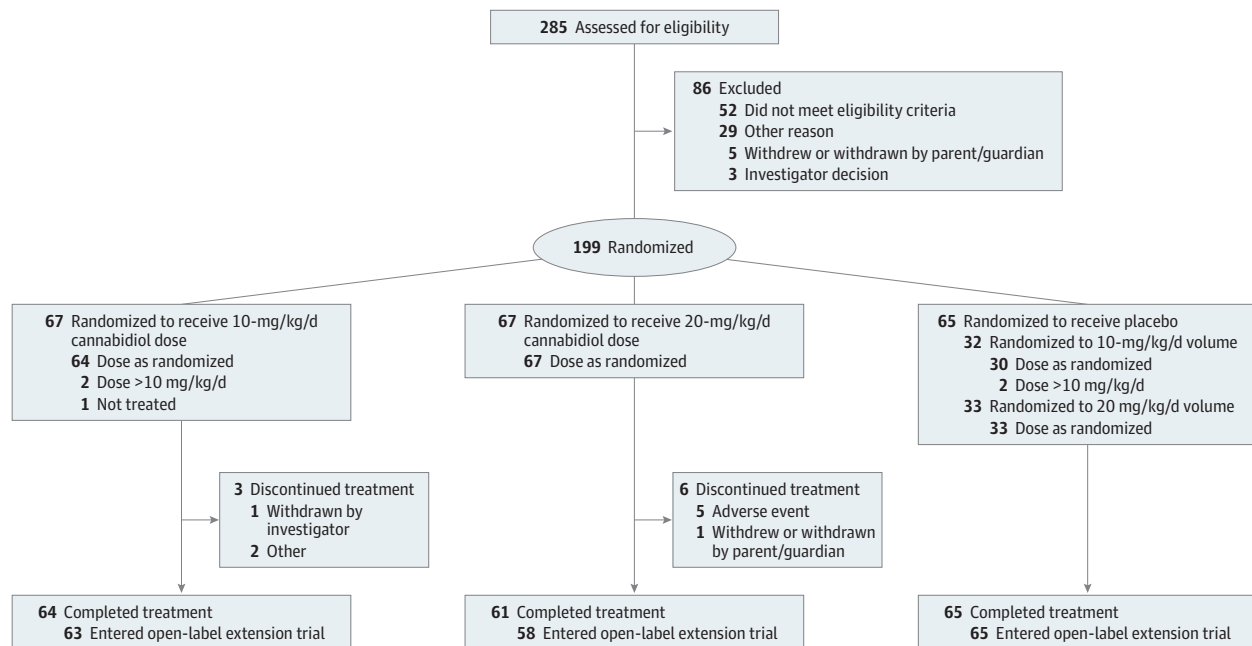 285 Assessed for eligibility
86 Excluded
52 Did not meet eligibility criteria
29 Other reason
5 Withdrew or withdrawn by parent/guardian
3 Investigator decision
199 Randomized
67 Randomized to receive 10-mg/kg/d
cannabidiol dose
64 Dose as randomized
2 Dose >10 mg/kg/d
1 Not treated
67 Randomized to receive 20-mg/kg/d
cannabidiol dose
67 Dose as randomized
65 Randomized to receive placebo
32 Randomized to 10-mg/kg/d volume
30 Dose as randomized
2 Dose >10 mg/kg/d
33 Randomized to 20 mg/kg/d volume
33 Dose as randomized
3 Discontinued treatment
1 Withdrawn by
investigator
2 Other
6 Discontinued treatment
5 Adverse event
1 Withdrew or withdrawn
by parent/guardian
64 Completed treatment
63 Entered open-label extension trial
61 Completed treatment
58 Entered open-label extension trial
65 Completed treatment
65 Entered open-label extension trial